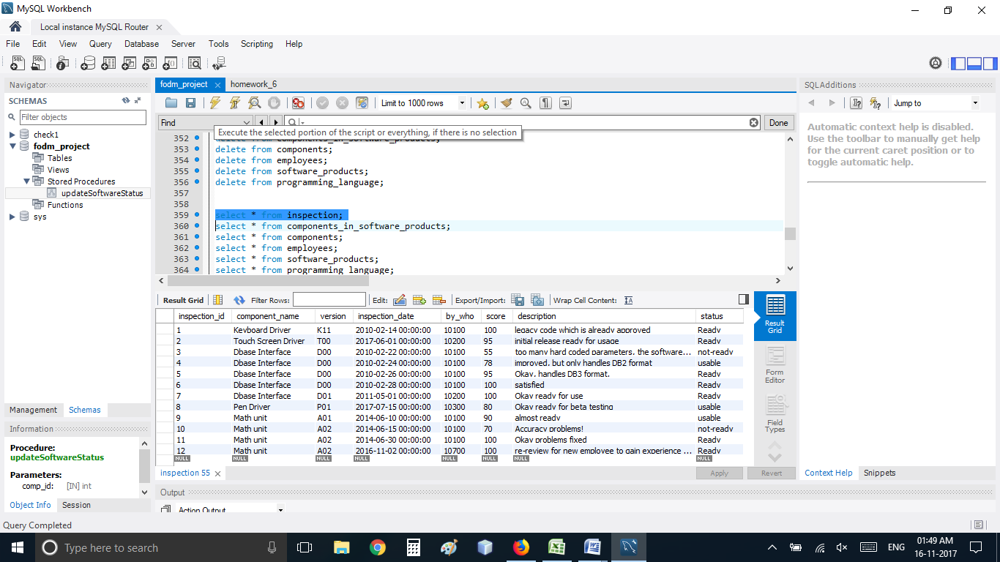 MySQL Workbench
Local instance MySQL Router
File Edit View Query Database Server Tools Scripting Help
Navigator
SCHEMAS
Filter objects
check1
fodm_project
Tables
Views
Stored Procedures
updateSoftwareStatus
Functions
sys
Management Schemas
Information
Procedure:
updateSoftwareStatus
Parameters:
comp_id: [IN] int
Object Info Session
fodm_project homework_6
Limit to 1000 rows
Find Done
Execute the selected portion of the script or everything, if there is no selection
352 delete from components_in_software_products;
353 delete from components;
354 delete from employees;
355 delete from software_products;
356 delete from programming_language;
357
358
359 select * from inspection;
360 select * from components_in_software_products;
361 select * from components;
362 select * from employees;
363 select * from software_products;
364 select * from programming_language;
Result Grid Filter Rows: Edit: Export/Import: Wrap Cell Content:
inspection_id component_name version inspection_date by_who score description status
1 Keyboard Driver K11 2010-02-14 00:00:00 10100 100 legacy code which is already approved Ready
2 Touch Screen Driver T00 2017-06-01 00:00:00 10200 95 initial release ready for usage Ready
3 Dbase Interface D00 2010-02-22 00:00:00 10100 55 too many hard coded parameters, the software... not-ready
4 Dbase Interface D00 2010-02-24 00:00:00 10100 78 improved, but only handles DB2 format usable
5 Dbase Interface D00 2010-02-26 00:00:00 10100 95 Okay, handles DB3 format. Ready
6 Dbase Interface D00 2010-02-28 00:00:00 10100 100 satisfied Ready
7 Dbase Interface D01 2011-05-01 00:00:00 10200 100 Okay ready for use Ready
8 Pen Driver P01 2017-07-15 00:00:00 10300 80 Okay ready for beta testing usable
9 Math unit A01 2014-06-10 00:00:00 10100 90 almost ready usable
10 Math unit A02 2014-06-15 00:00:00 10100 70 Accuracy problems! not-ready
11 Math unit A02 2014-06-30 00:00:00 10100 100 Okay problems fixed Ready
12 Math unit A02 2016-11-02 00:00:00 10700 100 re-review for new employee to gain experience ... Ready
NULL NULL NULL NULL NULL NULL NULL NULL
Result
Grid
Form
Editor
Field
Types
inspection 55 Apply Revert
Output
Action Output
SQLAdditions
Jump to
Automatic context help is disabled.
Use the toolbar to manually get help
for the current caret position or to
toggle automatic help.
Context Help Snippets
Query Completed
Type here to search
ENG
01:49 AM
16-11-2017